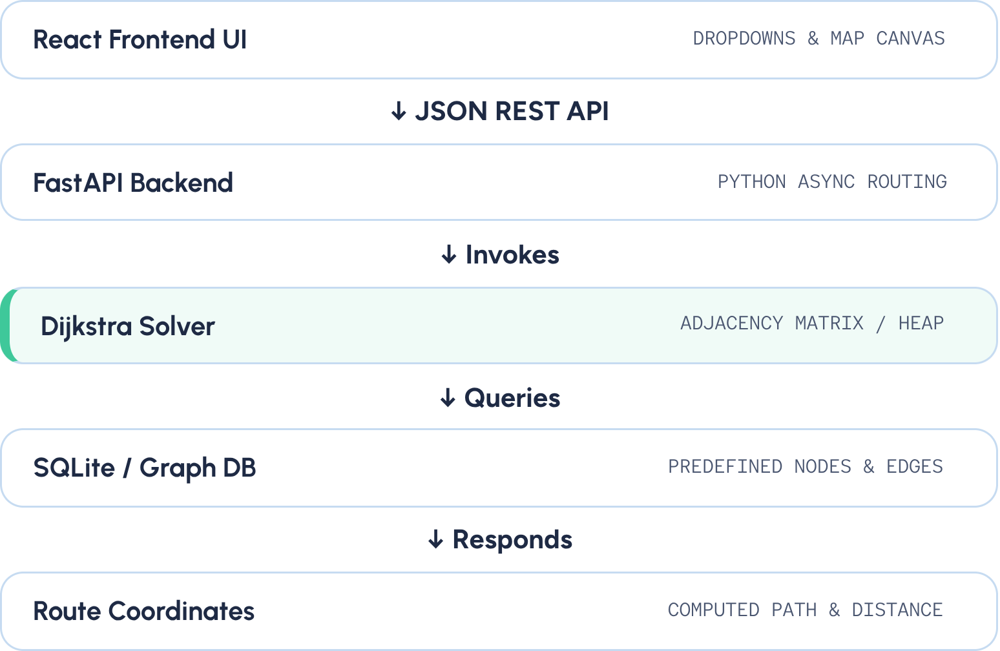 React Frontend UI DROPDOWNS & MAP CANVAS
↓ JSON REST API
FastAPI Backend PYTHON ASYNC ROUTING
↓ Invokes
Dijkstra Solver ADJACENCY MATRIX / HEAP
↓ Queries
SQLite / Graph DB PREDEFINED NODES & EDGES
↓ Responds
Route Coordinates COMPUTED PATH & DISTANCE